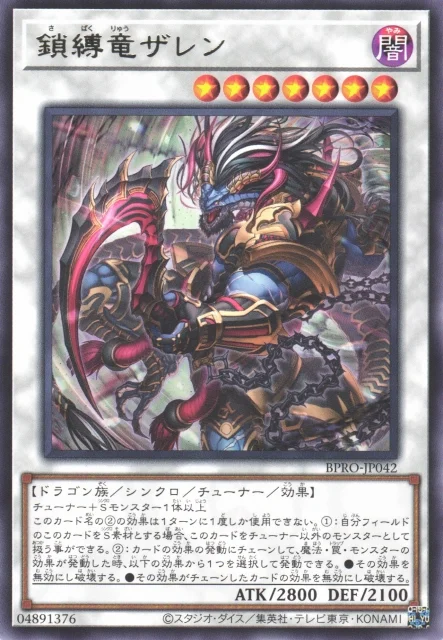 鎖縛竜ザレン
闇
BPRO-JP042
【ドラゴン族／シンクロ／チューナー／効果】
チューナー＋Ｓモンスター１体以上
このカード名の②の効果は１ターンに１度しか使用できない。①：自分フィールド
のこのカードをＳ素材とする場合、このカードをチューナー以外のモンスターとして
扱う事ができる。②：カードの効果の発動にチェーンして、魔法・罠・モンスターの
効果が発動した時、以下の効果から１つを選択して発動できる。●その効果を
無効にし破壊する。●その効果がチェーンしたカードの効果を無効にし破壊する。
ATK/2800 DEF/2100
04891376
©スタジオ・ダイス／集英社・テレビ東京・KONAMI